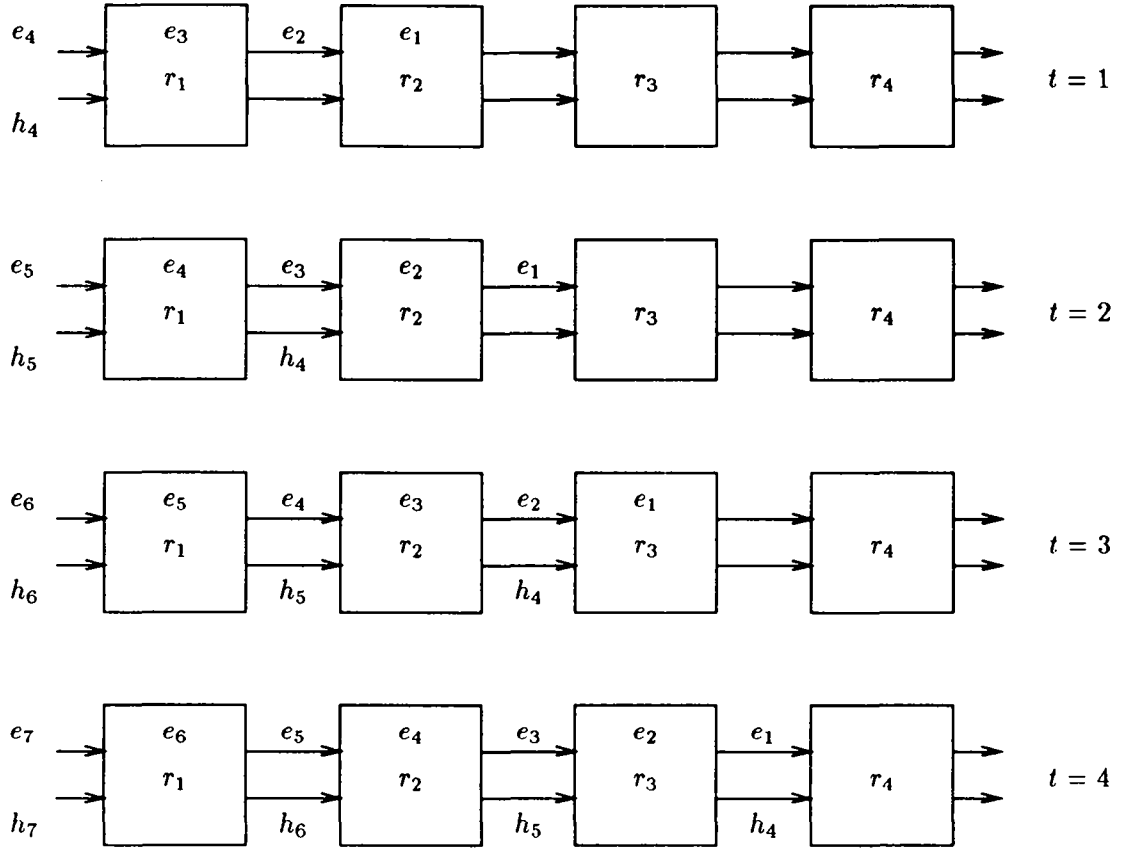 e₄ e₃ e₂ e₁
r₁ r₂ r₃ r₄ t = 1
h₄
e₅ e₄ e₃ e₂ e₁
r₁ r₂ r₃ r₄ t = 2
h₅ h₄
e₆ e₅ e₄ e₃ e₂ e₁
r₁ r₂ r₃ r₄ t = 3
h₆ h₅ h₄
e₇ e₆ e₅ e₄ e₃ e₂ e₁
r₁ r₂ r₃ r₄ t = 4
h₇ h₆ h₅ h₄